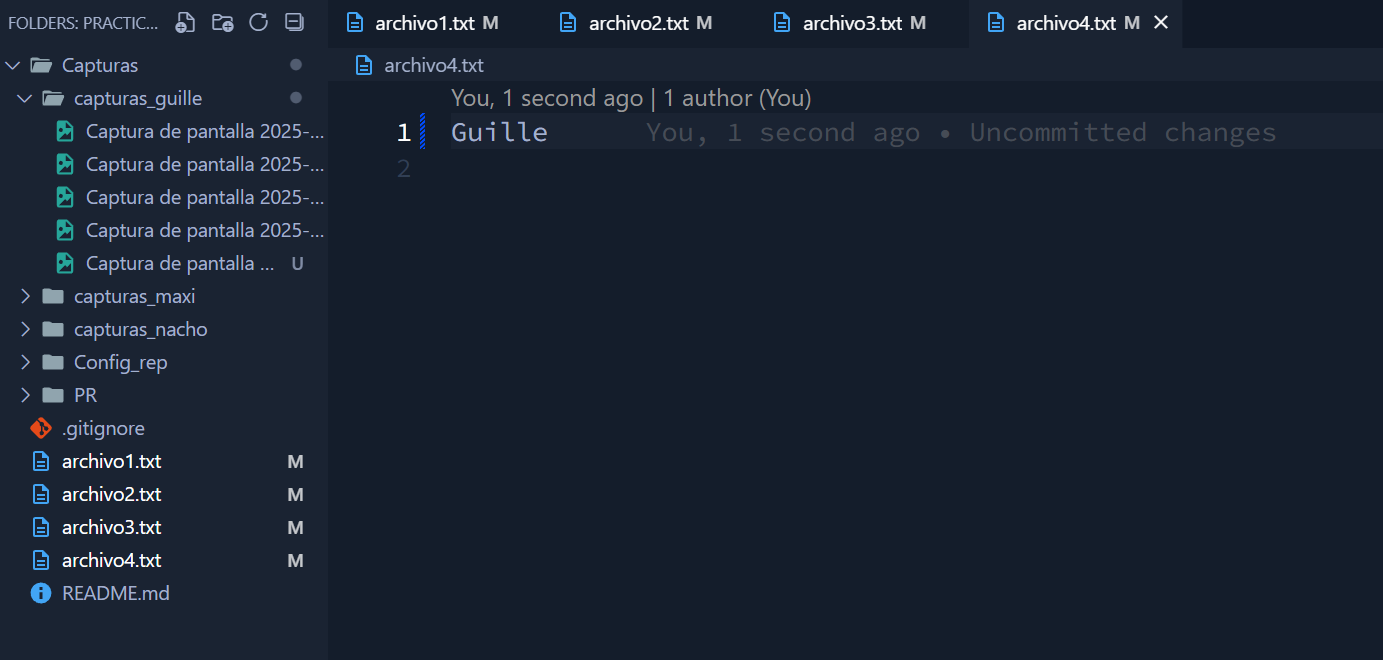 FOLDERS: PRACTIC...
Capturas
capturas_guille
Captura de pantalla 2025-...
Captura de pantalla 2025-...
Captura de pantalla 2025-...
Captura de pantalla 2025-...
Captura de pantalla ... U
capturas_maxi
capturas_nacho
Config_rep
PR
.gitignore
archivo1.txt M
archivo2.txt M
archivo3.txt M
archivo4.txt M
README.md
archivo1.txt M archivo2.txt M archivo3.txt M archivo4.txt M
archivo4.txt
You, 1 second ago | 1 author (You)
1 Guille You, 1 second ago • Uncommitted changes
2